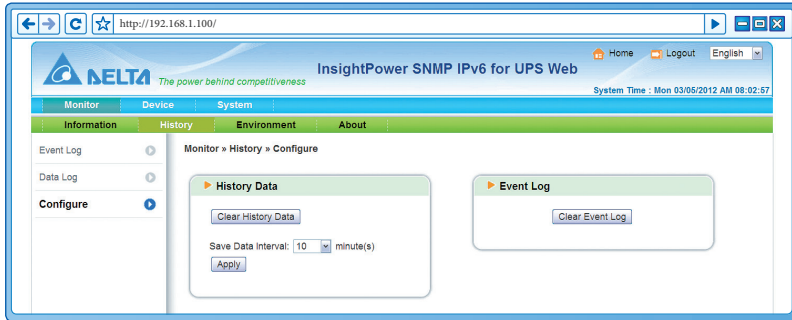 http://192.168.1.100/
Home Logout English
DELTA The power behind competitiveness
InsightPower SNMP IPv6 for UPS Web
System Time : Mon 03/05/2012 AM 08:02:57
Monitor Device System
Information History Environment About
Event Log
Data Log
Configure
Monitor » History » Configure
History Data
Clear History Data
Save Data Interval: 10 minute(s)
Apply
Event Log
Clear Event Log